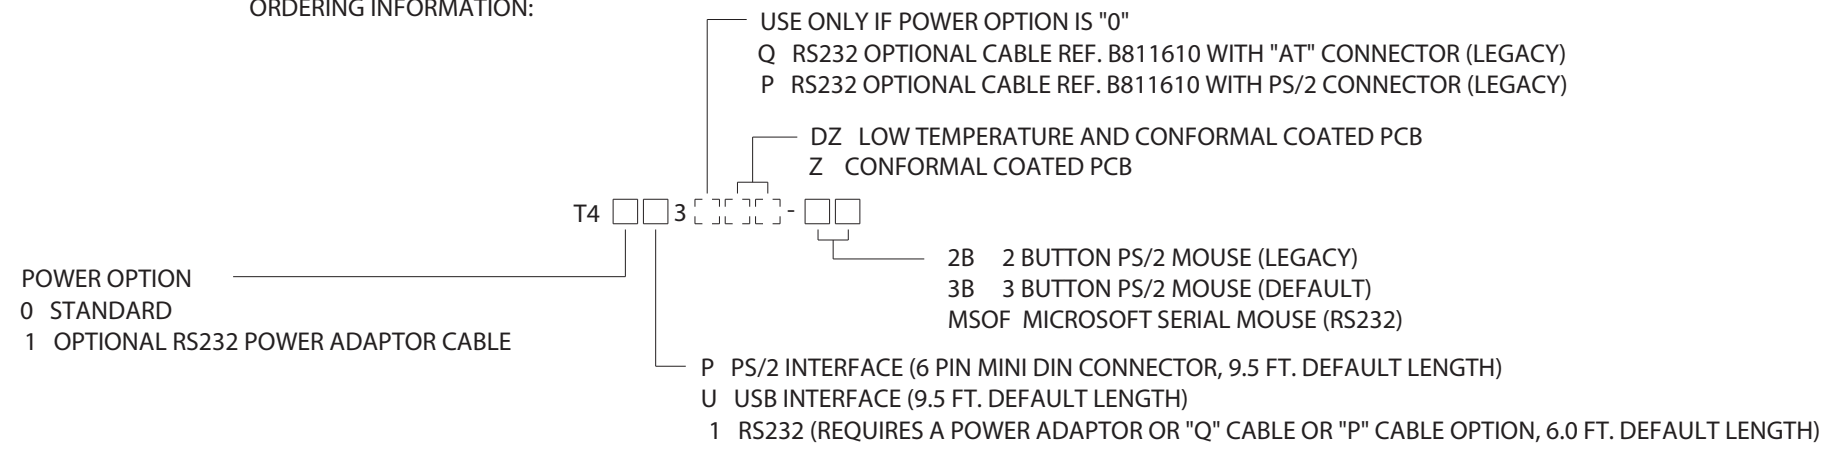 ORDERING INFORMATION:
USE ONLY IF POWER OPTION IS "0"
Q RS232 OPTIONAL CABLE REF. B811610 WITH "AT" CONNECTOR (LEGACY)
P RS232 OPTIONAL CABLE REF. B811610 WITH PS/2 CONNECTOR (LEGACY)
DZ LOW TEMPERATURE AND CONFORMAL COATED PCB
Z CONFORMAL COATED PCB
T4 3 -
2B 2 BUTTON PS/2 MOUSE (LEGACY)
3B 3 BUTTON PS/2 MOUSE (DEFAULT)
MSOF MICROSOFT SERIAL MOUSE (RS232)
POWER OPTION
0 STANDARD
1 OPTIONAL RS232 POWER ADAPTOR CABLE
P PS/2 INTERFACE (6 PIN MINI DIN CONNECTOR, 9.5 FT. DEFAULT LENGTH)
U USB INTERFACE (9.5 FT. DEFAULT LENGTH)
1 RS232 (REQUIRES A POWER ADAPTOR OR "Q" CABLE OR "P" CABLE OPTION, 6.0 FT. DEFAULT LENGTH)